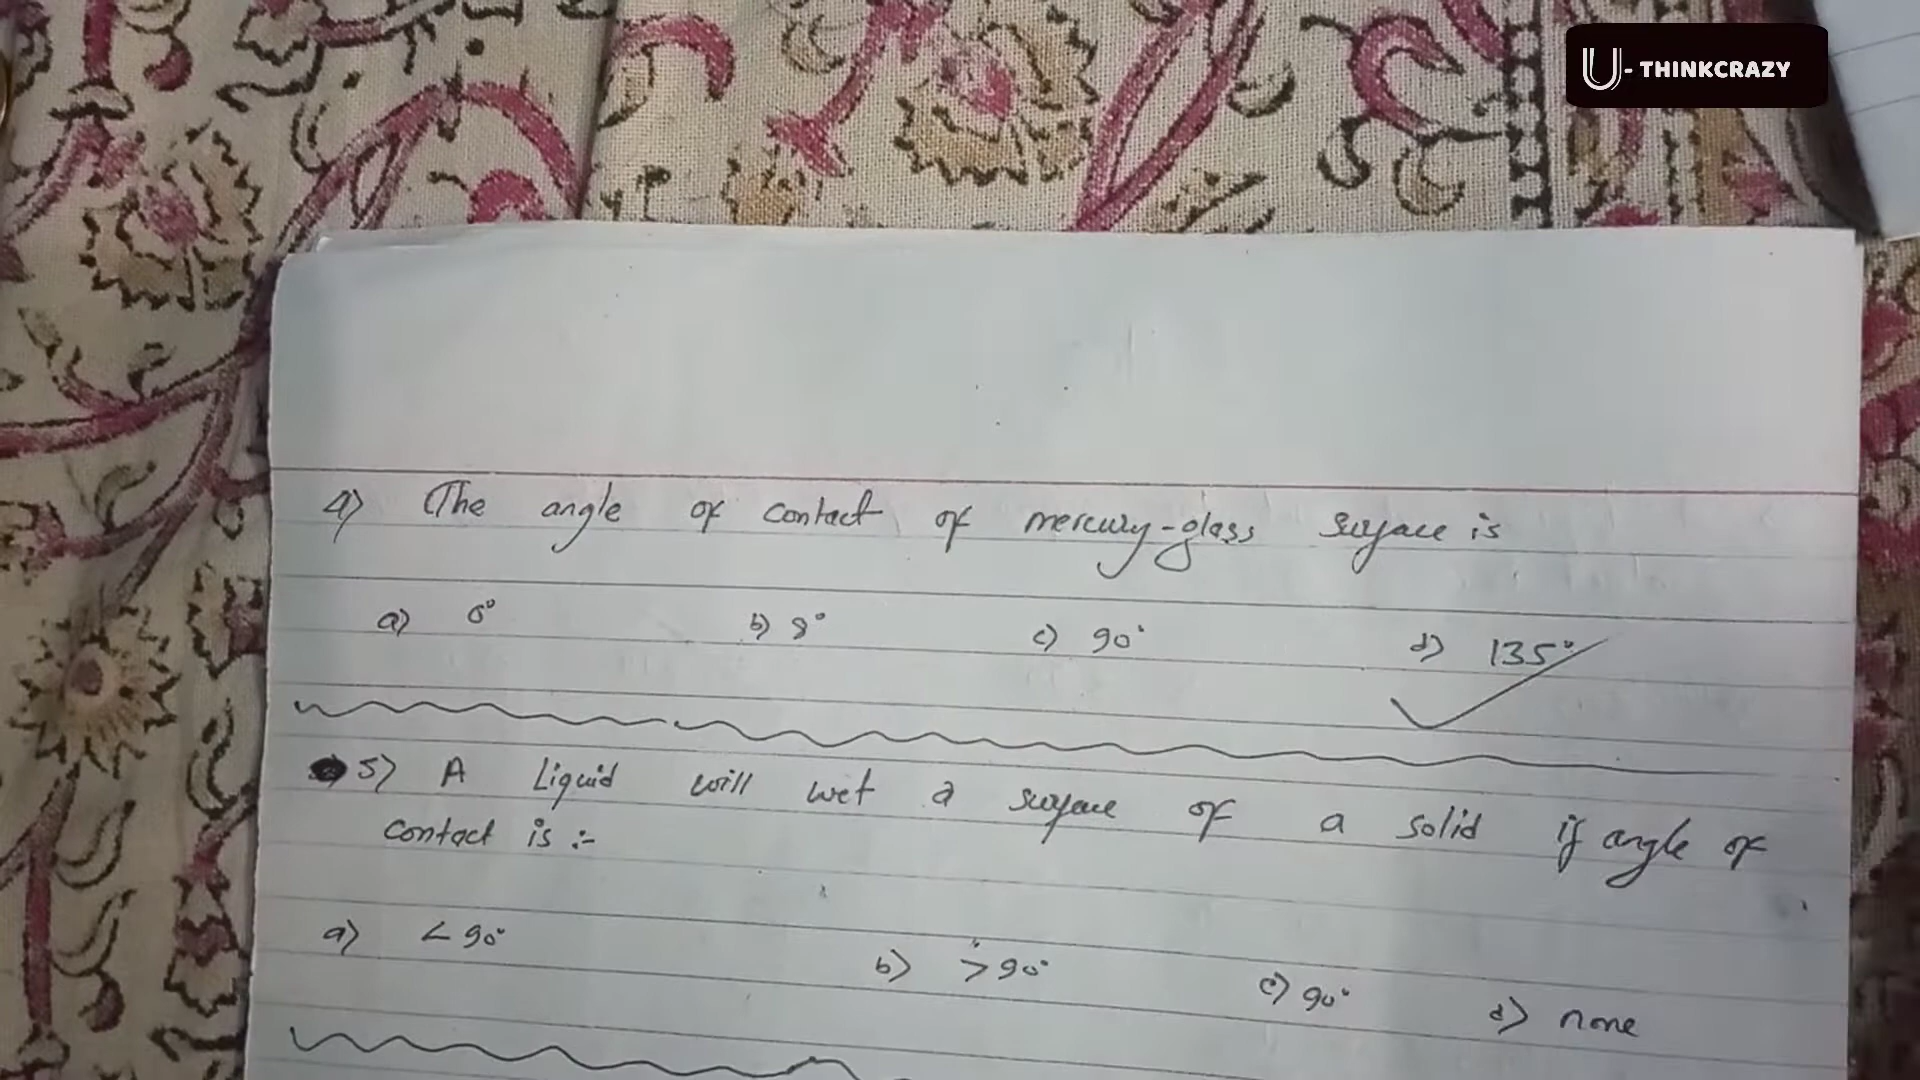 U - THINKCRAZY
4) The angle of contact of mercury-glass surface is
a) 0° b) 8° c) 90° d) 135°
5) A Liquid will wet a surface of a solid if angle of
contact is :-
a) < 90° b) > 90° c) 90° d) none